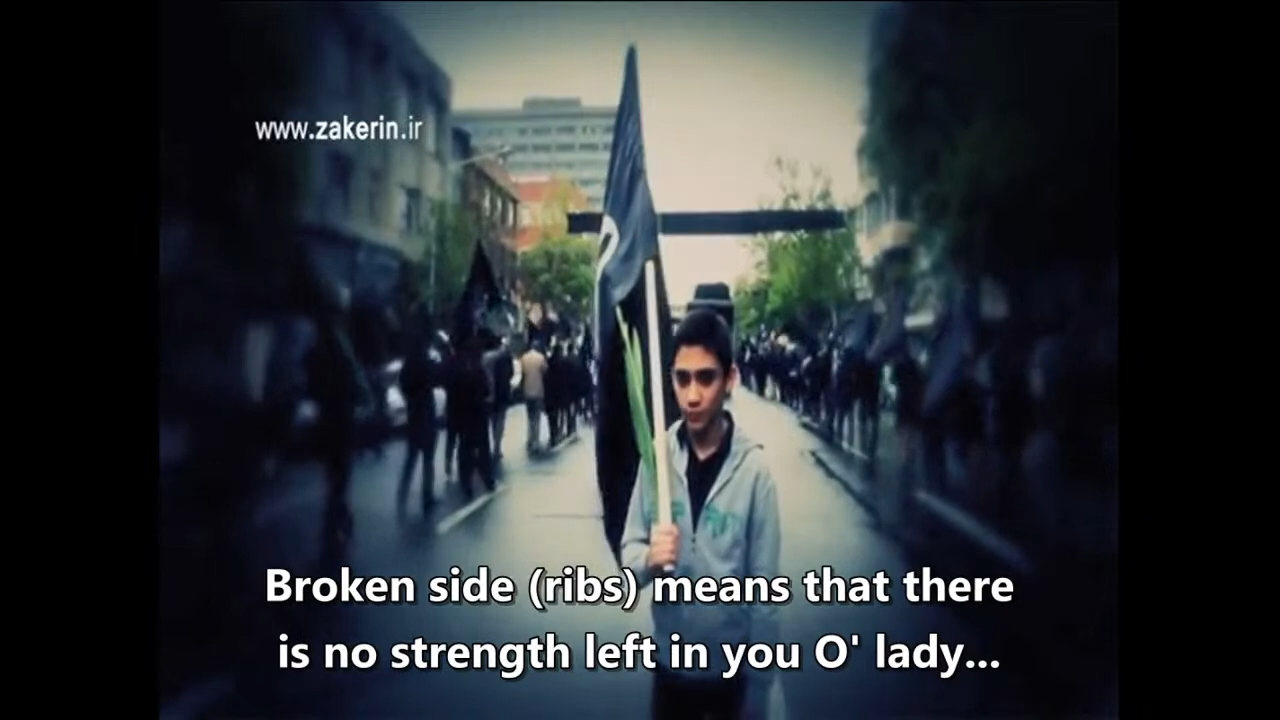 www.zakerin.ir
Broken side (ribs) means that there
is no strength left in you O' lady...